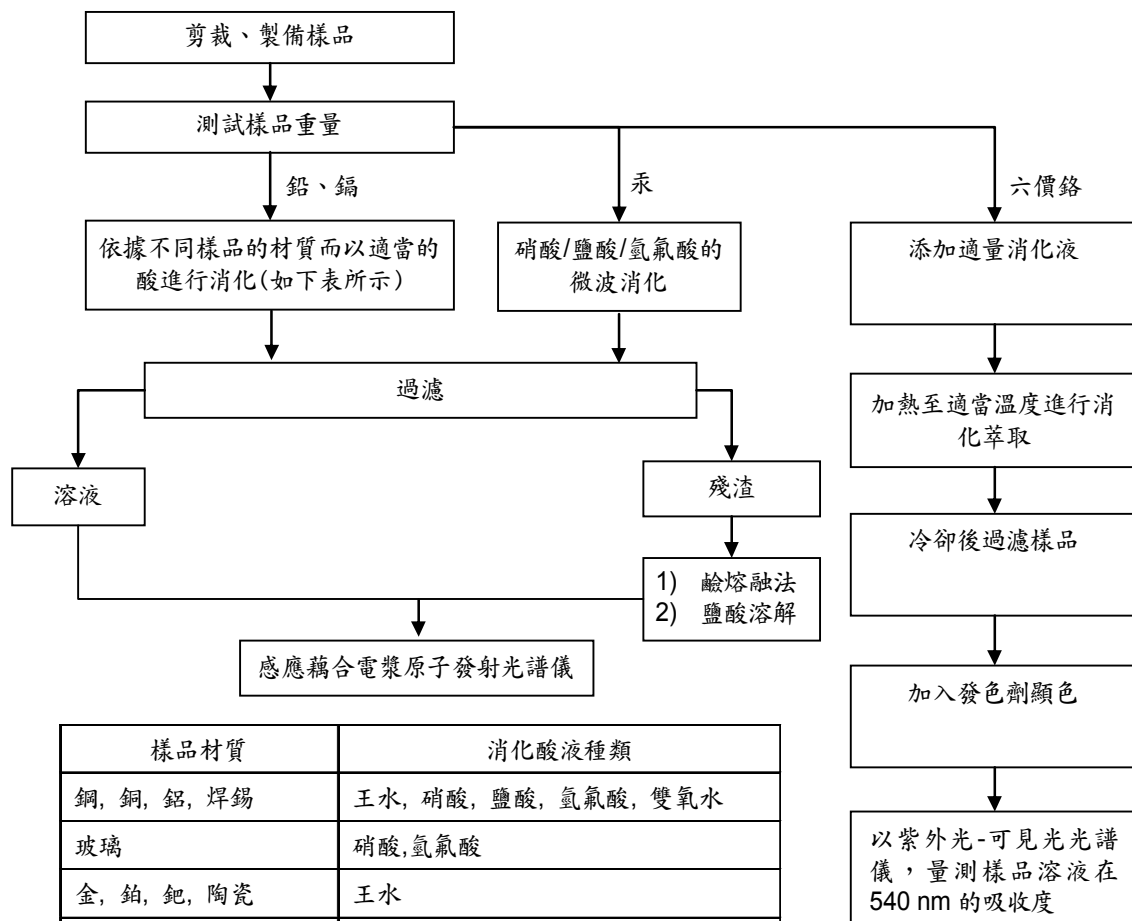 剪裁、製備樣品
測試樣品重量
鉛、鎘
汞
六價鉻
依據不同樣品的材質而以適當的
酸進行消化(如下表所示)
硝酸/鹽酸/氫氟酸的
微波消化
添加適量消化液
過濾
加熱至適當溫度進行消
化萃取
溶液
殘渣
冷卻後過濾樣品
1) 鹼熔融法
2) 鹽酸溶解
感應藕合電漿原子發射光譜儀
加入發色劑顯色
樣品材質 消化酸液種類
鋼, 銅, 鋁, 焊錫 王水, 硝酸, 鹽酸, 氫氟酸, 雙氧水
玻璃 硝酸,氫氟酸
金, 鉑, 鈀, 陶瓷 王水
以紫外光-可見光光譜
儀，量測樣品溶液在
540 nm 的吸收度